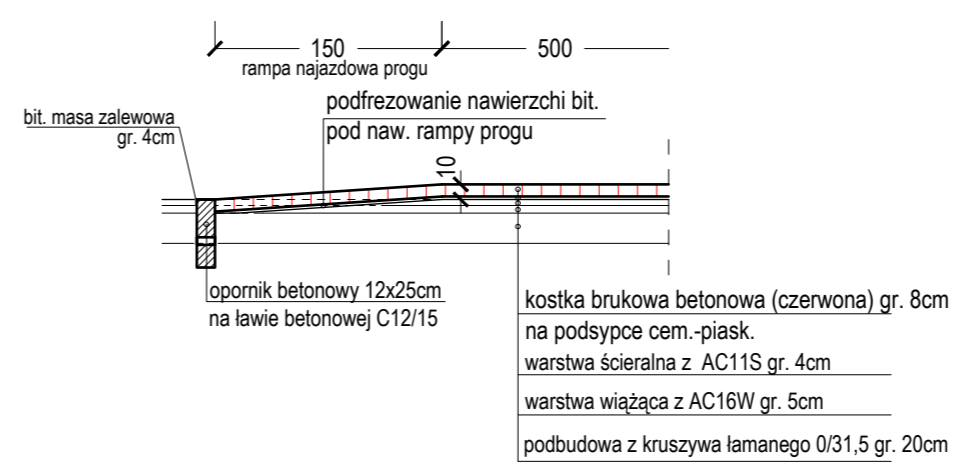 150
500
rampa najazdowa progu
bit. masa zalewowa
gr. 4cm
podfrezowanie nawierzchi bit.
pod naw. rampy progu
10
opornik betonowy 12x25cm
na ławie betonowej C12/15
kostka brukowa betonowa (czerwona) gr. 8cm
na podsypce cem.-piask.
warstwa ścieralna z AC11S gr. 4cm
warstwa wiążąca z AC16W gr. 5cm
podbudowa z kruszywa łamanego 0/31,5 gr. 20cm